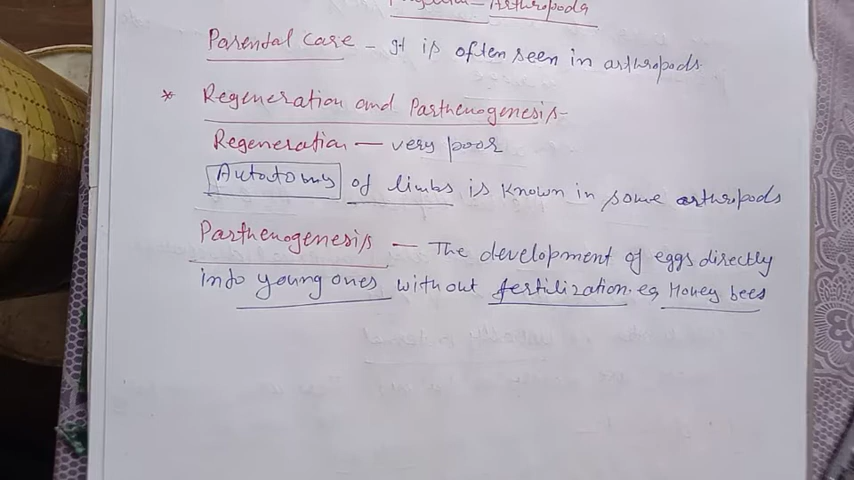 Arthropoda
Parental care - It is often seen in arthropods.
* Regeneration and Parthenogenesis-
Regeneration — very poor
Autotomy of limbs is known in some arthropods
Parthenogenesis — The development of eggs directly
into young ones without fertilization. eg Honey bees